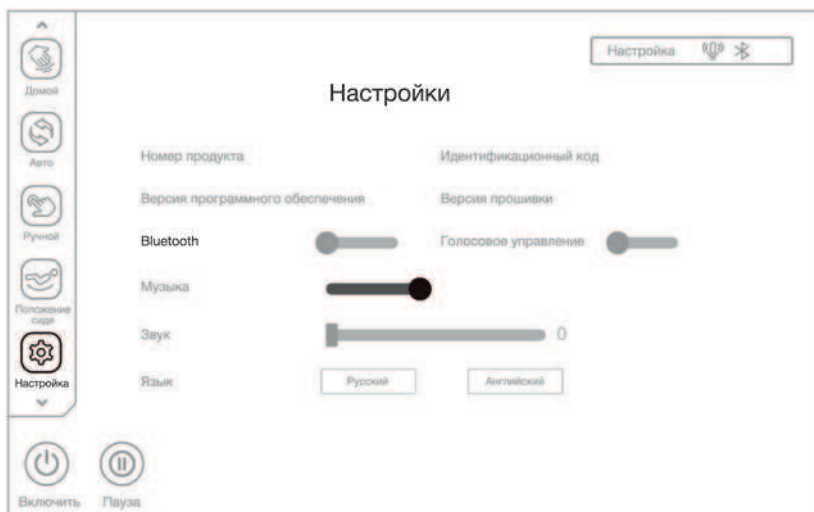 Настройка
Настройки
Домой
Авто
Ручной
Положение
сидя
Настройка
Номер продукта
Идентификационный код
Версия программного обеспечения
Версия прошивки
Bluetooth
Голосовое управление
Музыка
Звук
0
Язык
Русский
Английский
Включить
Пауза